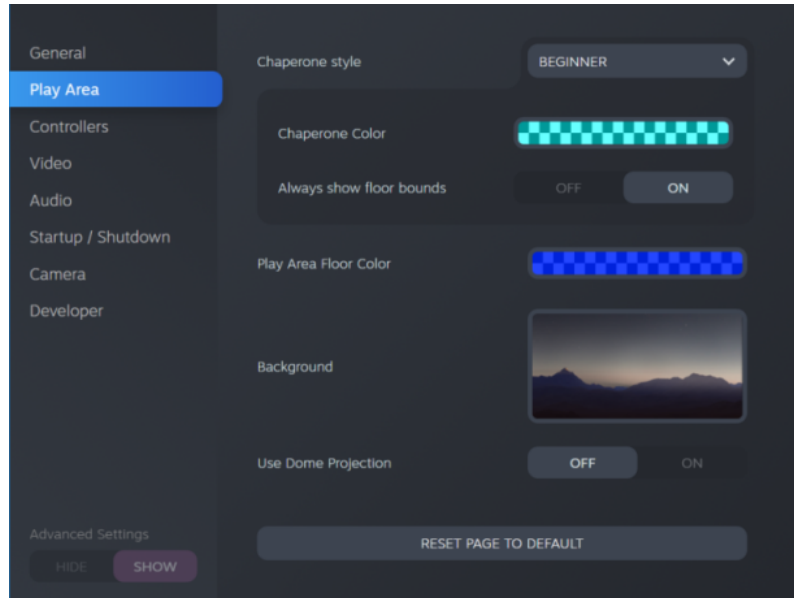 General
Play Area
Controllers
Video
Audio
Startup / Shutdown
Camera
Developer
Advanced Settings
HIDE SHOW
Chaperone style BEGINNER
Chaperone Color
Always show floor bounds OFF ON
Play Area Floor Color
Background
Use Dome Projection OFF ON
RESET PAGE TO DEFAULT